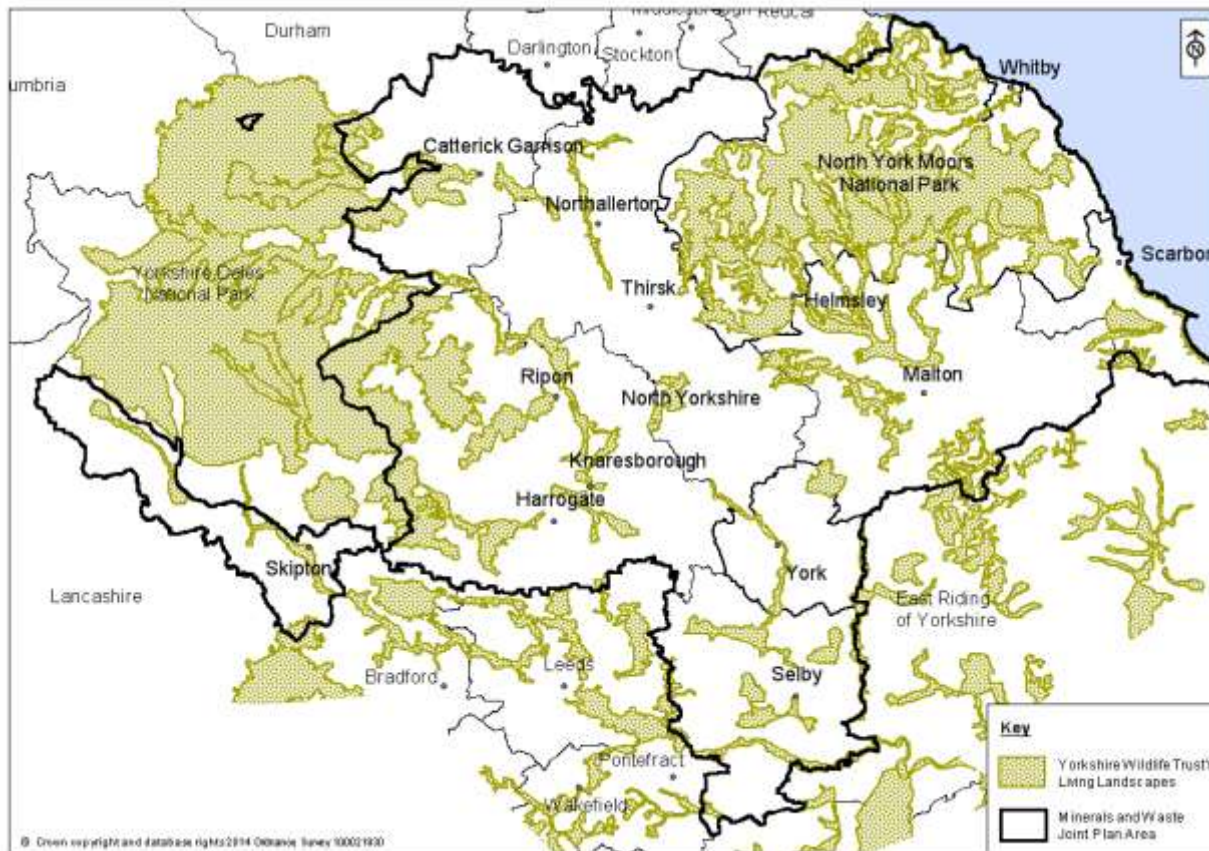 Durham
Darlington
Stockton
Redcar
umbria
Whitby
Catterick Garrison
North York Moors
National Park
Northallerton
Scarbor
Yorkshire Dales
National Park
Thirsk
Helmsley
Ripon
North Yorkshire
Malton
Knaresborough
Harrogate
Skipton
York
Lancashire
East Riding
of Yorkshire
Bradford
Leeds
Selby
Pontefract
Wakefield
Key
Yorkshire Wildlife Trust's
Living Landscapes
Minerals and Waste
Joint Plan Area
© Crown copyright and database rights 2014 Ordnance Survey 100021930
N